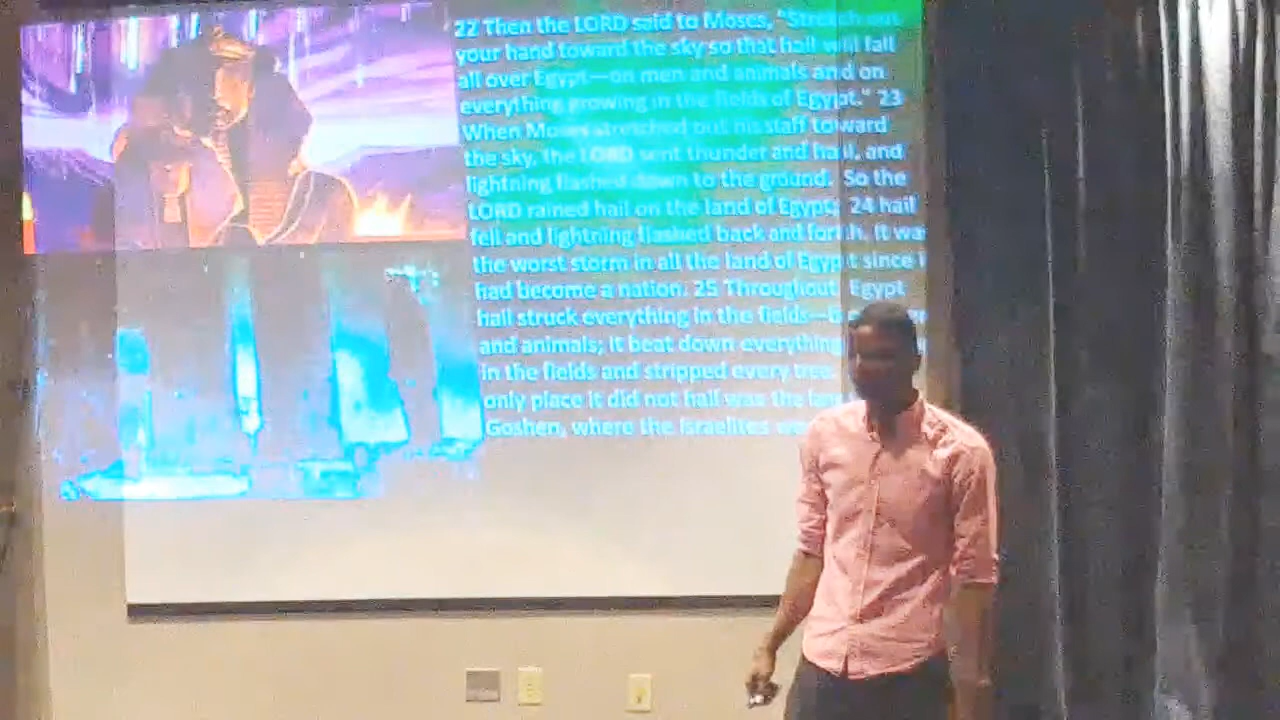 22 Then the LORD said to Moses, "Stretch out
your hand toward the sky so that hail will fall
all over Egypt—on men and animals and on
everything growing in the fields of Egypt." 23
When Moses stretched out his staff toward
the sky, the LORD sent thunder and hail, and
lightning flashed down to the ground. So the
LORD rained hail on the land of Egypt; 24 hail
fell and lightning flashed back and forth. It wa
the worst storm in all the land of Egypt since i
had become a nation. 25 Throughout Egypt
hail struck everything in the fields—
and animals; it beat down everything
in the fields and stripped every tree
only place it did not hail was the lan
Goshen, where the Israelites we